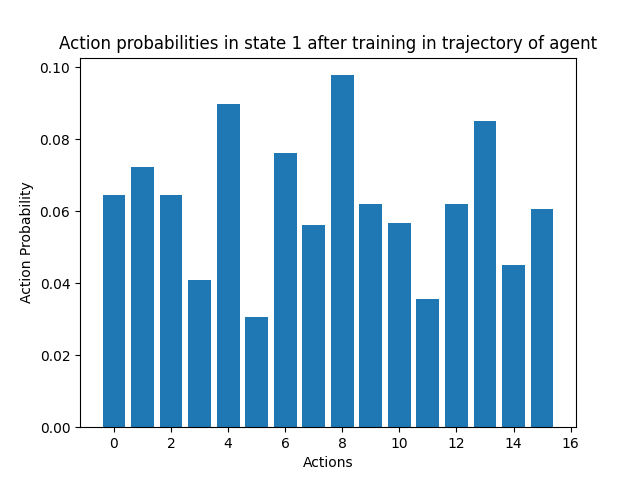 Action probabilities in state 1 after training in trajectory of agent
0.10
0.08
0.06
0.04
0.02
0.00
Action Probability
0 2 4 6 8 10 12 14 16
Actions